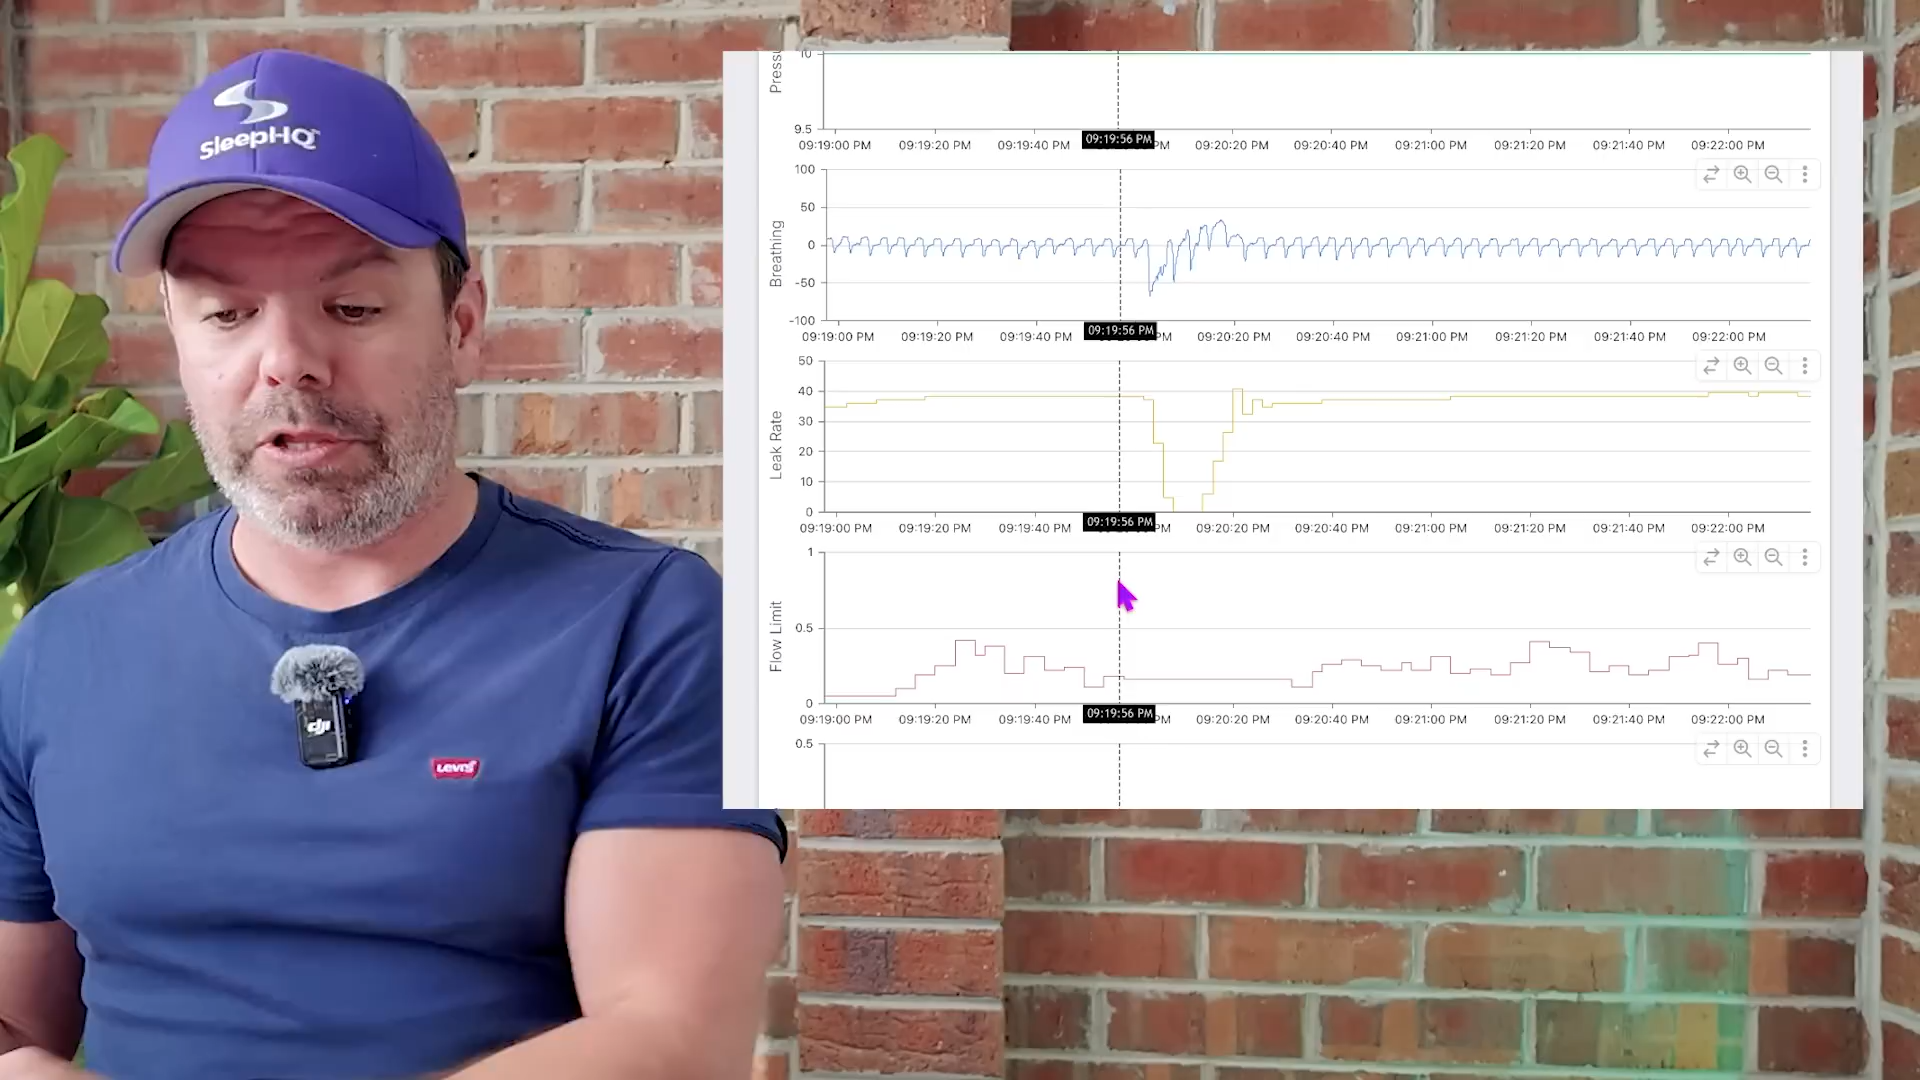 SleepHQ
dji
Levi's
Pressu
10
9.5
09:19:00 PM 09:19:20 PM 09:19:40 PM 09:19:56 PM PM 09:20:20 PM 09:20:40 PM 09:21:00 PM 09:21:20 PM 09:21:40 PM 09:22:00 PM
Breathing
100
50
0
-50
-100
09:19:00 PM 09:19:20 PM 09:19:40 PM 09:19:56 PM PM 09:20:20 PM 09:20:40 PM 09:21:00 PM 09:21:20 PM 09:21:40 PM 09:22:00 PM
Leak Rate
50
40
30
20
10
0
09:19:00 PM 09:19:20 PM 09:19:40 PM 09:19:56 PM PM 09:20:20 PM 09:20:40 PM 09:21:00 PM 09:21:20 PM 09:21:40 PM 09:22:00 PM
Flow Limit
1
0.5
0
09:19:00 PM 09:19:20 PM 09:19:40 PM 09:19:56 PM PM 09:20:20 PM 09:20:40 PM 09:21:00 PM 09:21:20 PM 09:21:40 PM 09:22:00 PM
0.5